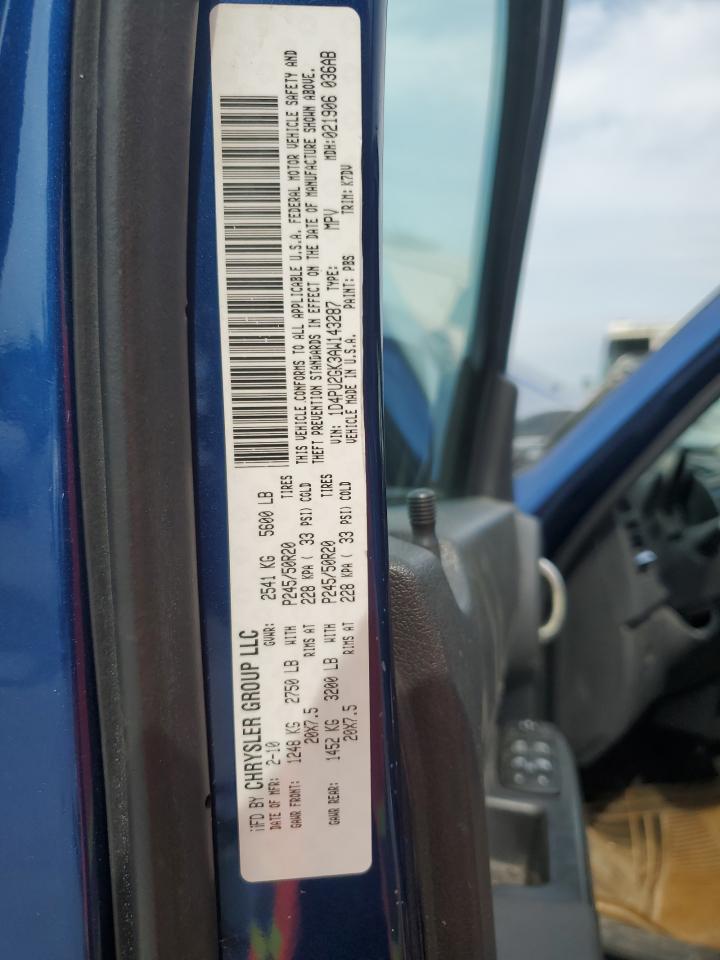 MFD BY CHRYSLER GROUP LLC
DATE OF MFR: 2-10 GVWR: 2541 KG 5600 LB
GAWR FRONT: 1248 KG 2750 LB WITH P245/50R20 TIRES
20X7.5 RIMS AT 228 KPA ( 33 PSI) COLD
GAWR REAR: 1452 KG 3200 LB WITH P245/50R20 TIRES
20X7.5 RIMS AT 228 KPA ( 33 PSI) COLD
THIS VEHICLE CONFORMS TO ALL APPLICABLE U.S.A. FEDERAL MOTOR VEHICLE SAFETY AND
THEFT PREVENTION STANDARDS IN EFFECT ON THE DATE OF MANUFACTURE SHOWN ABOVE.
VIN: 1D4PU2GK3AW143287 TYPE: MPV MDH:021906 036AB
VEHICLE MADE IN U.S.A. PAINT: PBS TRIM: K7DV